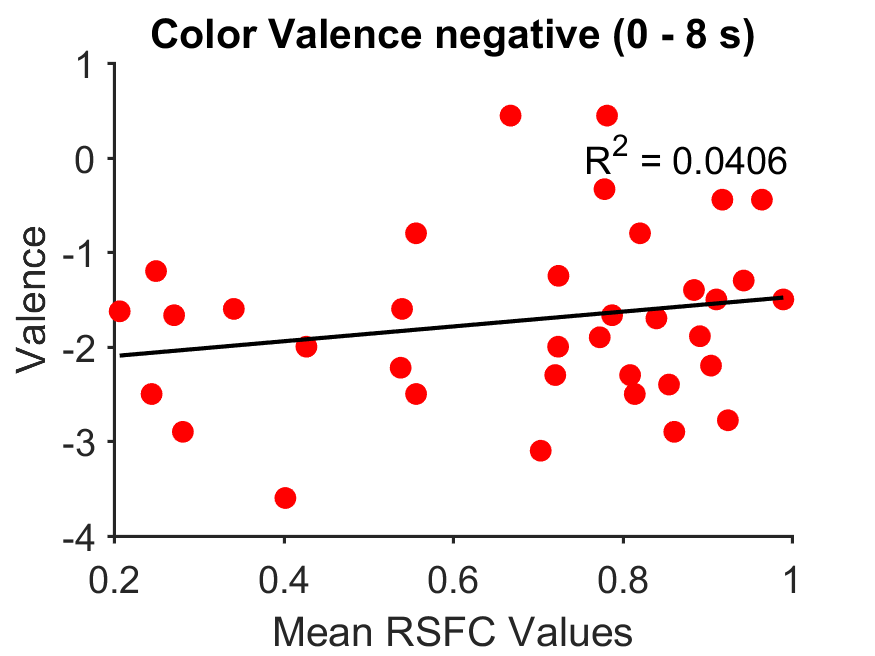 Color Valence negative (0 - 8 s)
1
0
-1
-2
-3
-4
Valence
R² = 0.0406
0.2 0.4 0.6 0.8 1
Mean RSFC Values